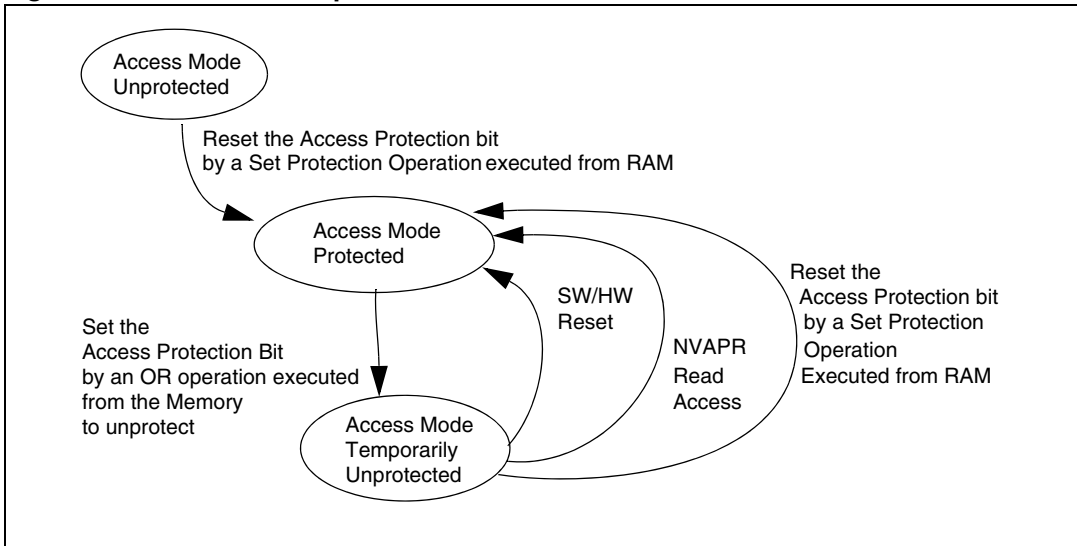 Access Mode
Unprotected
Reset the Access Protection bit
by a Set Protection Operation executed from RAM
Access Mode
Protected
Set the
Access Protection Bit
by an OR operation executed
from the Memory
to unprotect
SW/HW
Reset
NVAPR
Read
Access
Reset the
Access Protection bit
by a Set Protection
Operation
Executed from RAM
Access Mode
Temporarily
Unprotected